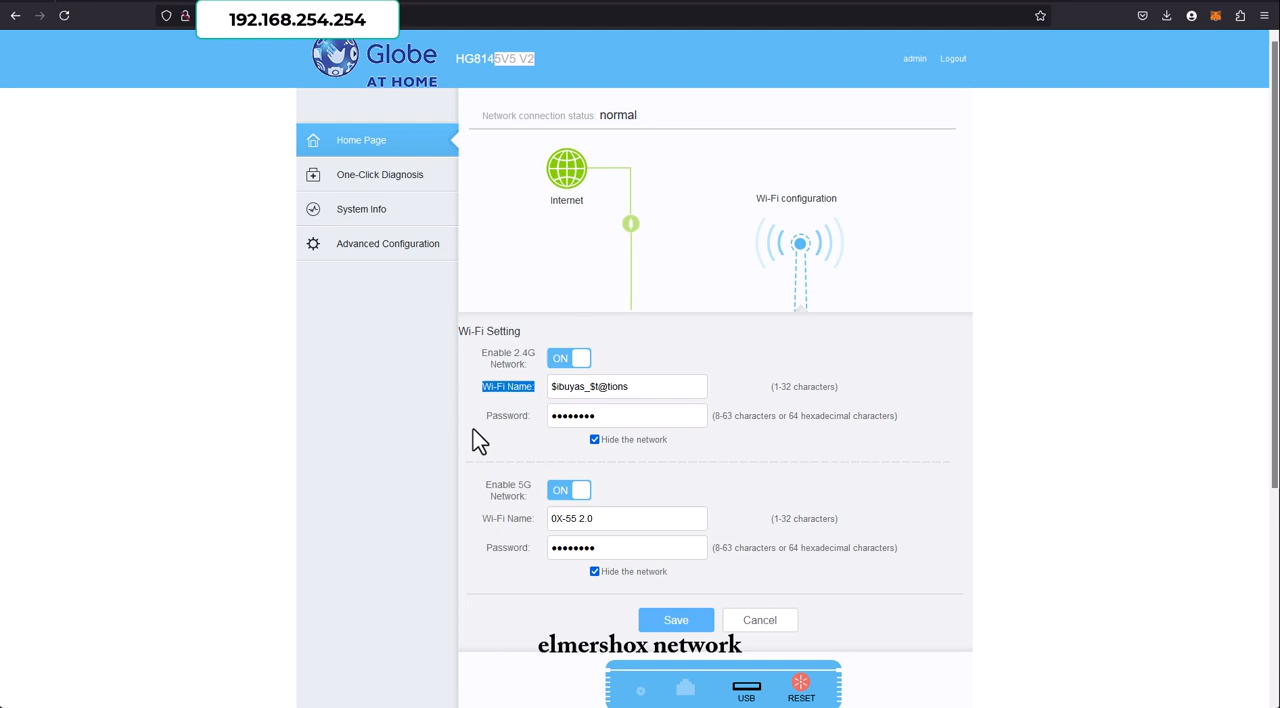 192.168.254.254
Globe
AT HOME
HG8145V5 V2
admin
Logout
Home Page
One-Click Diagnosis
System Info
Advanced Configuration
Network connection status: normal
Internet
Wi-Fi configuration
Wi-Fi Setting
Enable 2.4G
Network:
ON
Wi-Fi Name:
$ibuyas_$t@tions
(1-32 characters)
Password:
••••••••
(8-63 characters or 64 hexadecimal characters)
Hide the network
Enable 5G
Network:
ON
Wi-Fi Name:
0X-55 2.0
(1-32 characters)
Password:
••••••••
(8-63 characters or 64 hexadecimal characters)
Hide the network
Save
Cancel
elmershox network
USB
RESET